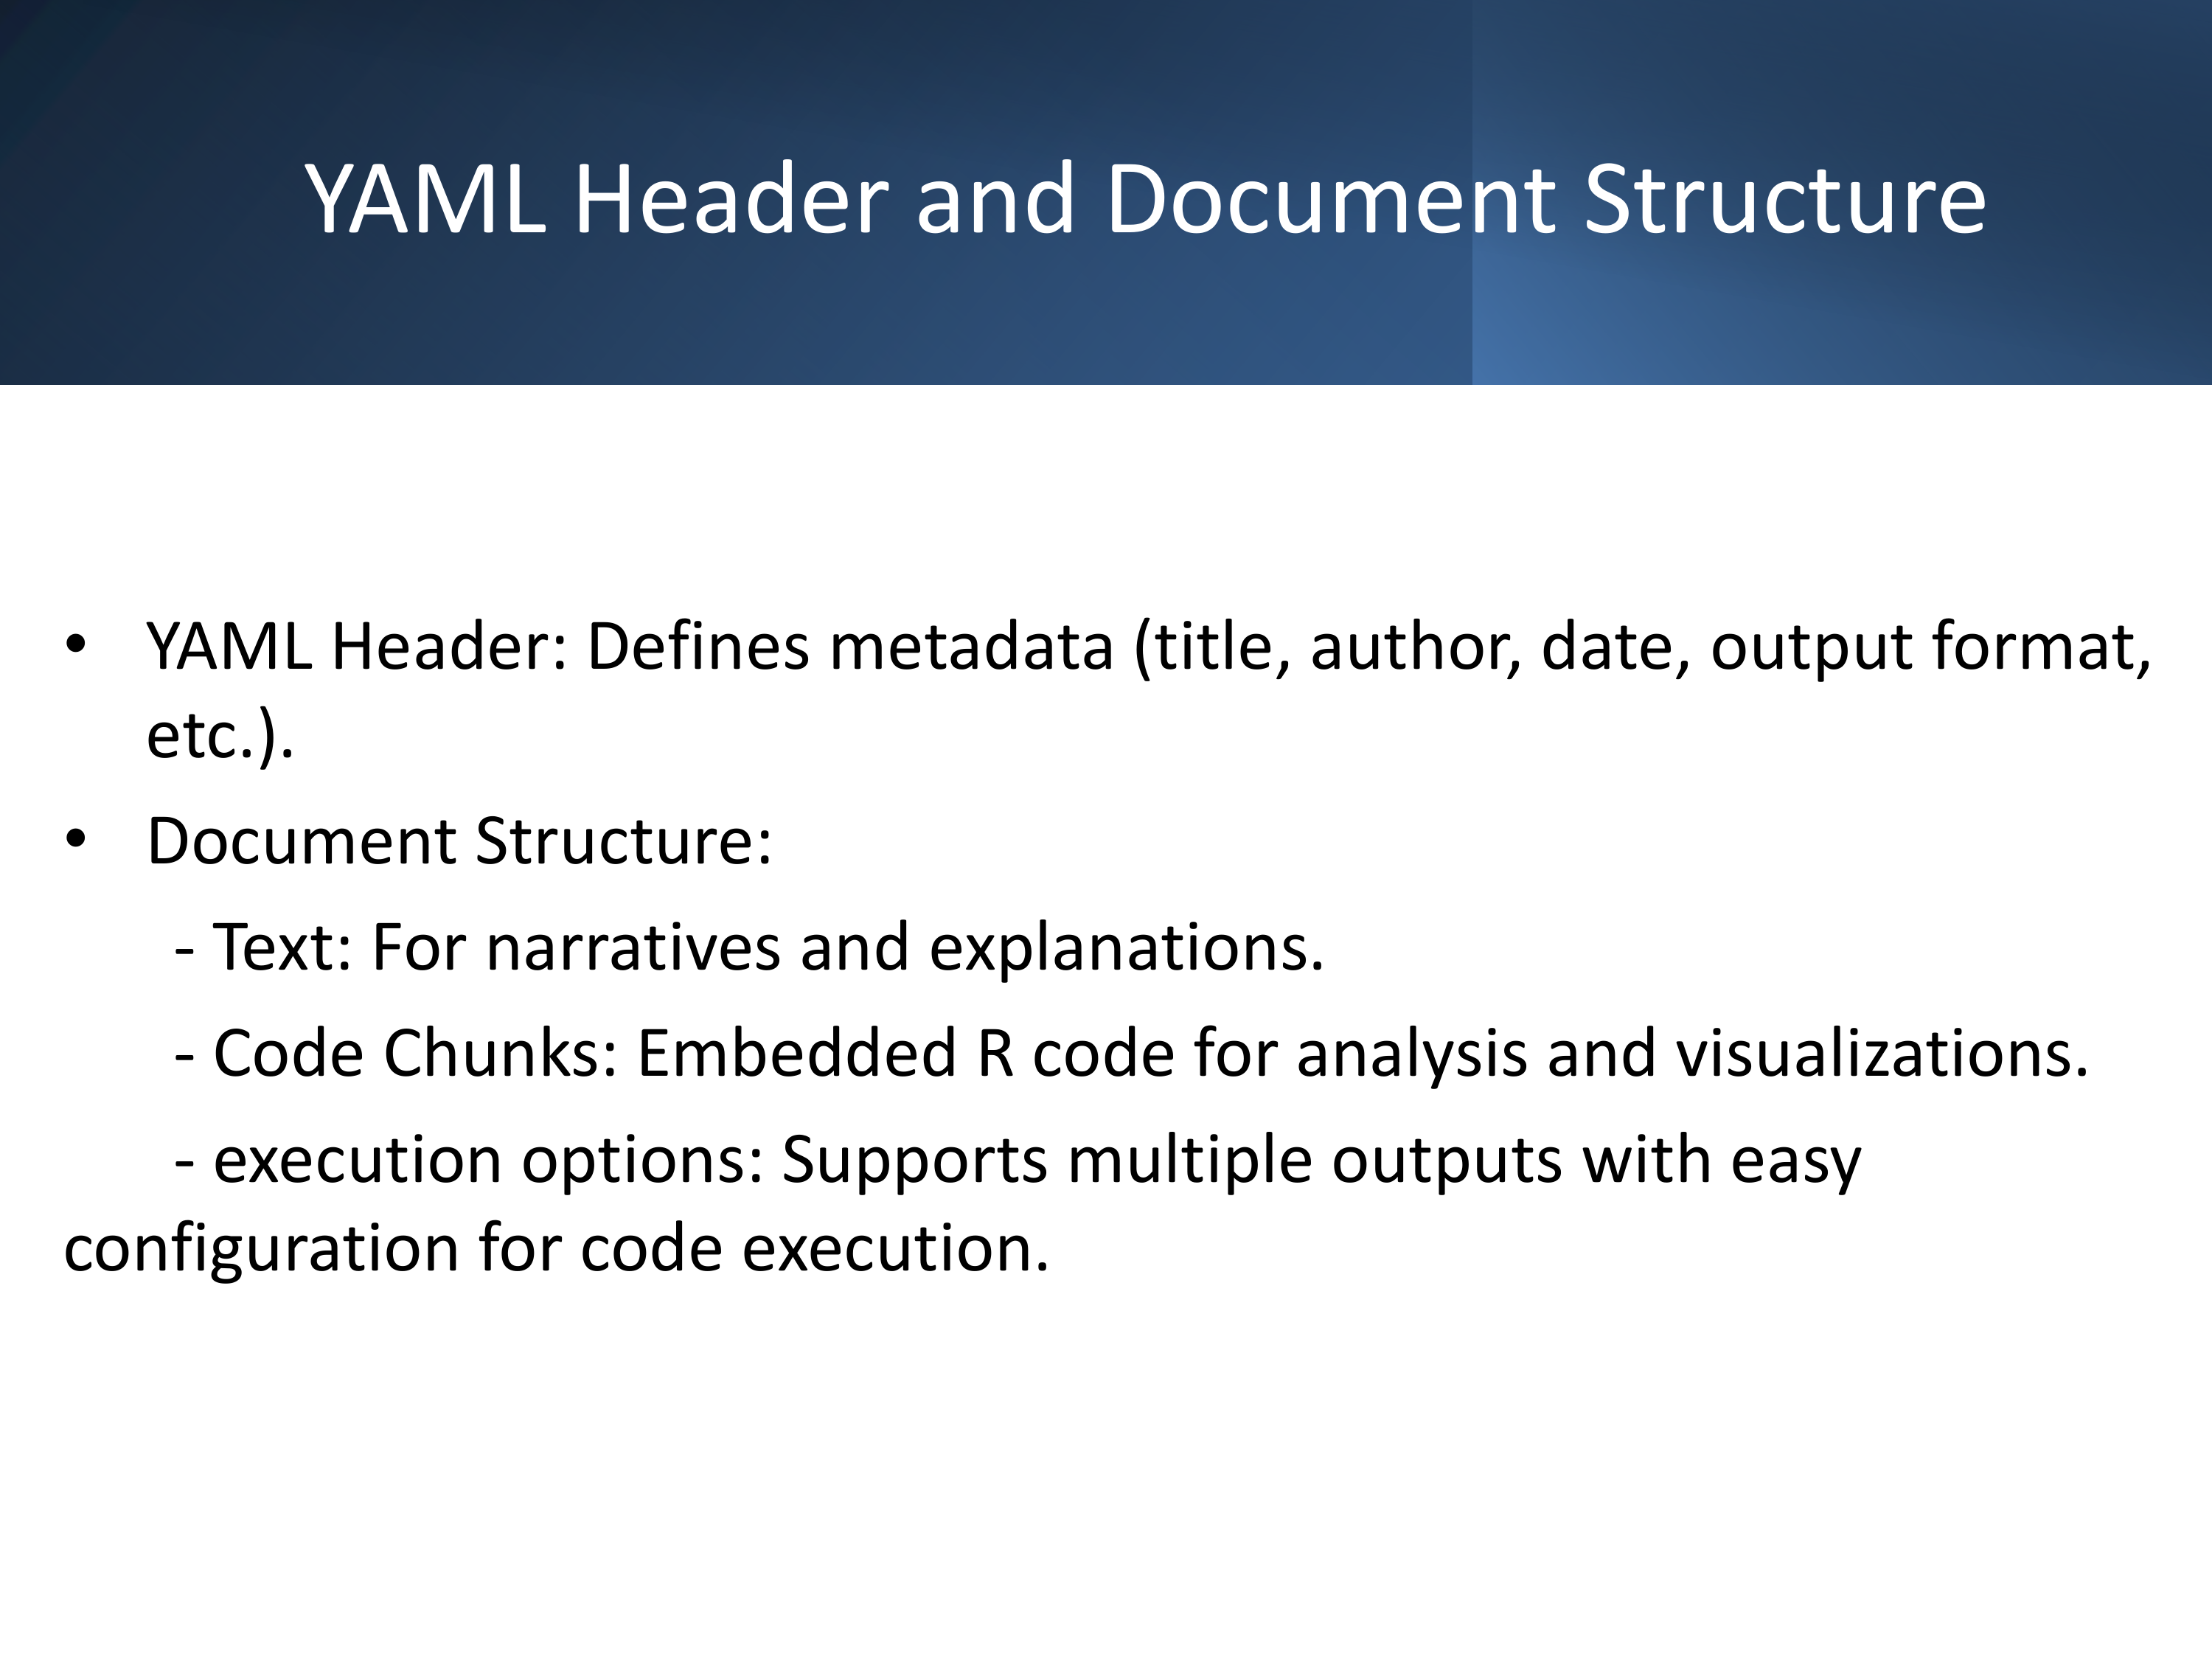 YAML Header and Document Structure
• YAML Header: Defines metadata (title, author, date, output format,
etc.).
• Document Structure:
- Text: For narratives and explanations.
- Code Chunks: Embedded R code for analysis and visualizations.
- execution options: Supports multiple outputs with easy
configuration for code execution.